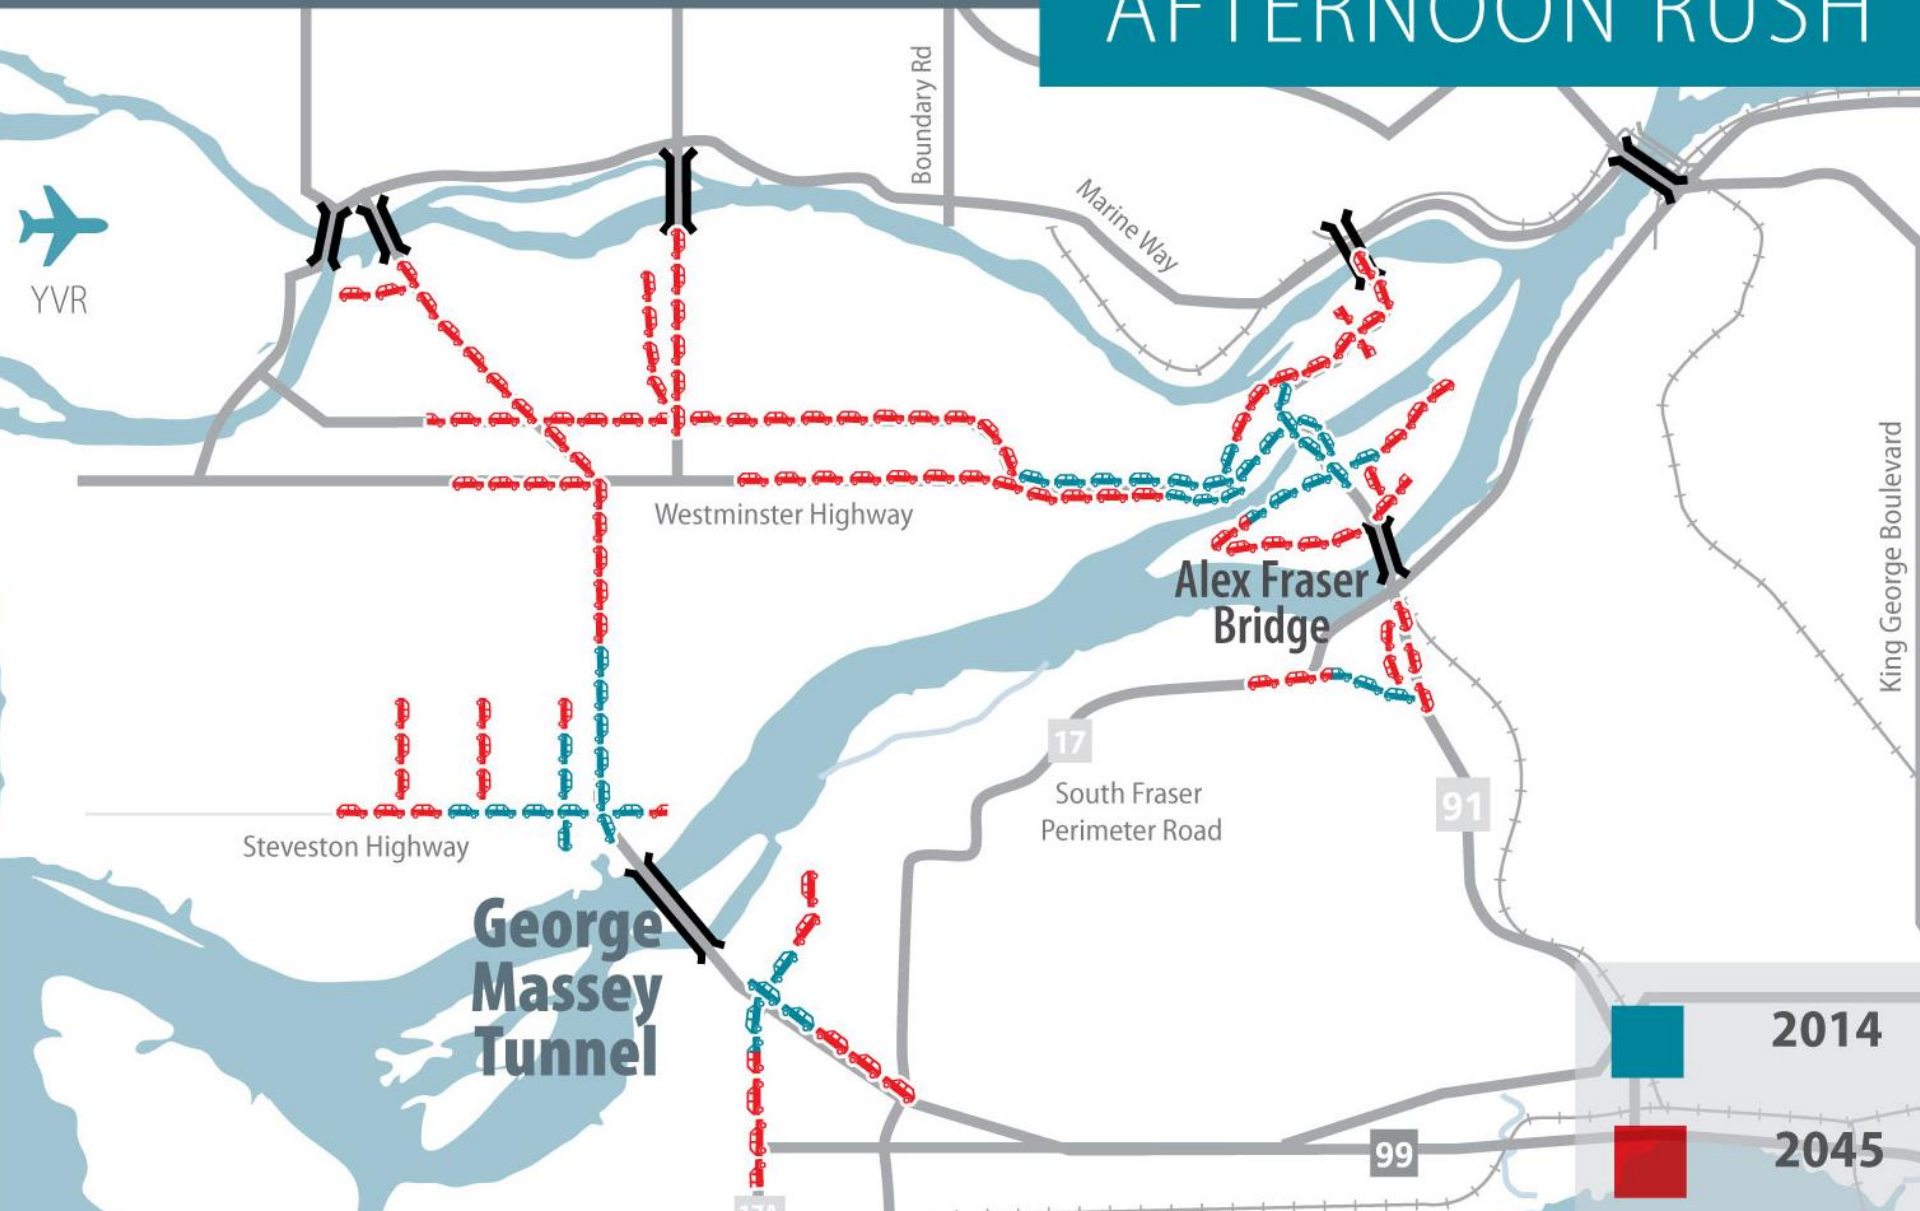 AFTERNOON RUSH
Boundary Rd
Marine Way
YVR
King George Boulevard
Westminster Highway
Alex Fraser
Bridge
17
South Fraser
Perimeter Road
91
Steveston Highway
George
Massey
Tunnel
2014
99
2045
17A